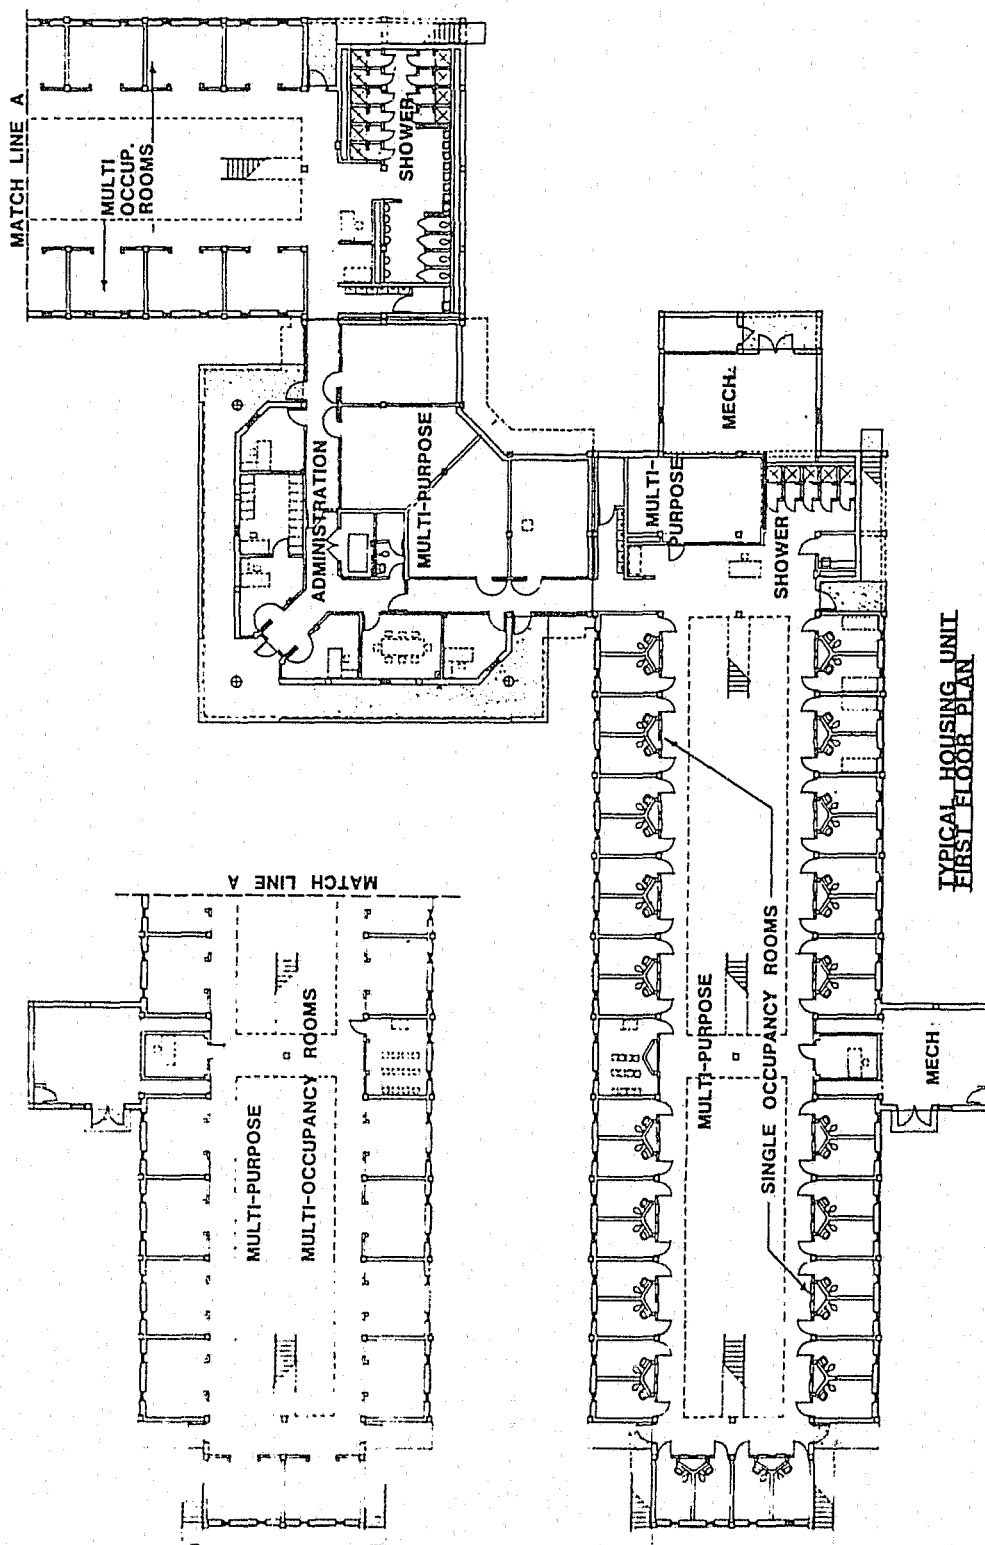 MATCH LINE A
MULTI
OCCUP.
ROOMS
SHOWER
ADMINISTRATION
MULTI-PURPOSE
MECH.
MULTI-
PURPOSE
SHOWER
MATCH LINE A
MULTI-PURPOSE
MULTI-OCCUPANCY ROOMS
MULTI-PURPOSE
SINGLE OCCUPANCY ROOMS
MECH
TYPICAL HOUSING UNIT
FIRST FLOOR PLAN